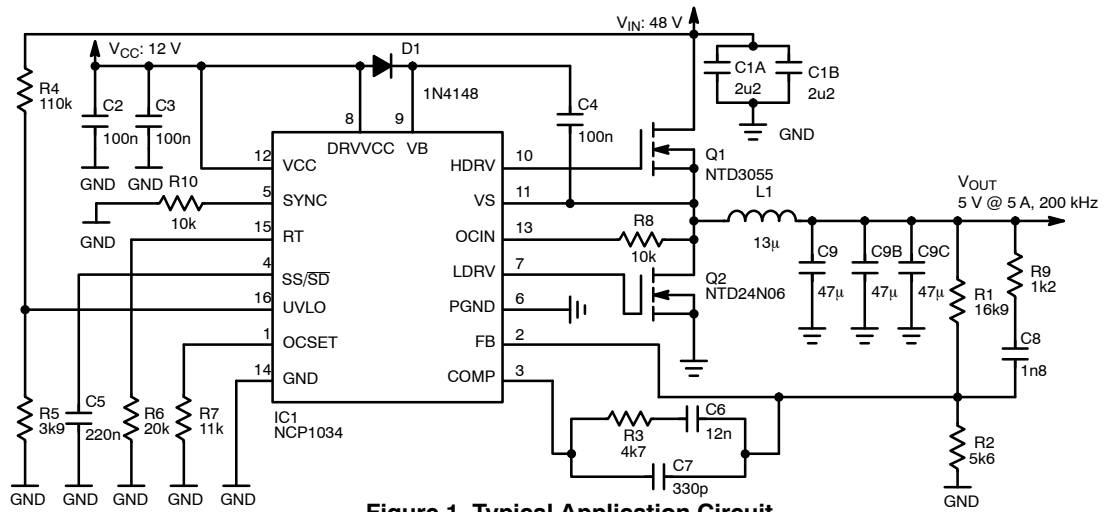 V_IN: 48 V
V_CC: 12 V
D1
1N4148
C1A
2u2
C1B
2u2
GND
R4
110k
C2
100n
C3
100n
C4
100n
8
9
DRVVCC
VB
GND
GND
12
VCC
HDRV
10
Q1
NTD3055
R10
10k
GND
5
SYNC
VS
11
L1
13μ
V_OUT
5 V @ 5 A, 200 kHz
15
RT
OCIN
13
R8
10k
4
SS/SD
LDRV
7
Q2
NTD24N06
C9
47μ
C9B
47μ
C9C
47μ
R1
16k9
R9
1k2
16
UVLO
PGND
6
1
OCSET
FB
2
C8
1n8
14
GND
COMP
3
R5
3k9
C5
220n
R6
20k
R7
11k
IC1
NCP1034
R3
4k7
C6
12n
C7
330p
R2
5k6
GND
GND
GND
GND
GND
GND
Figure 1. Typical Application Circuit